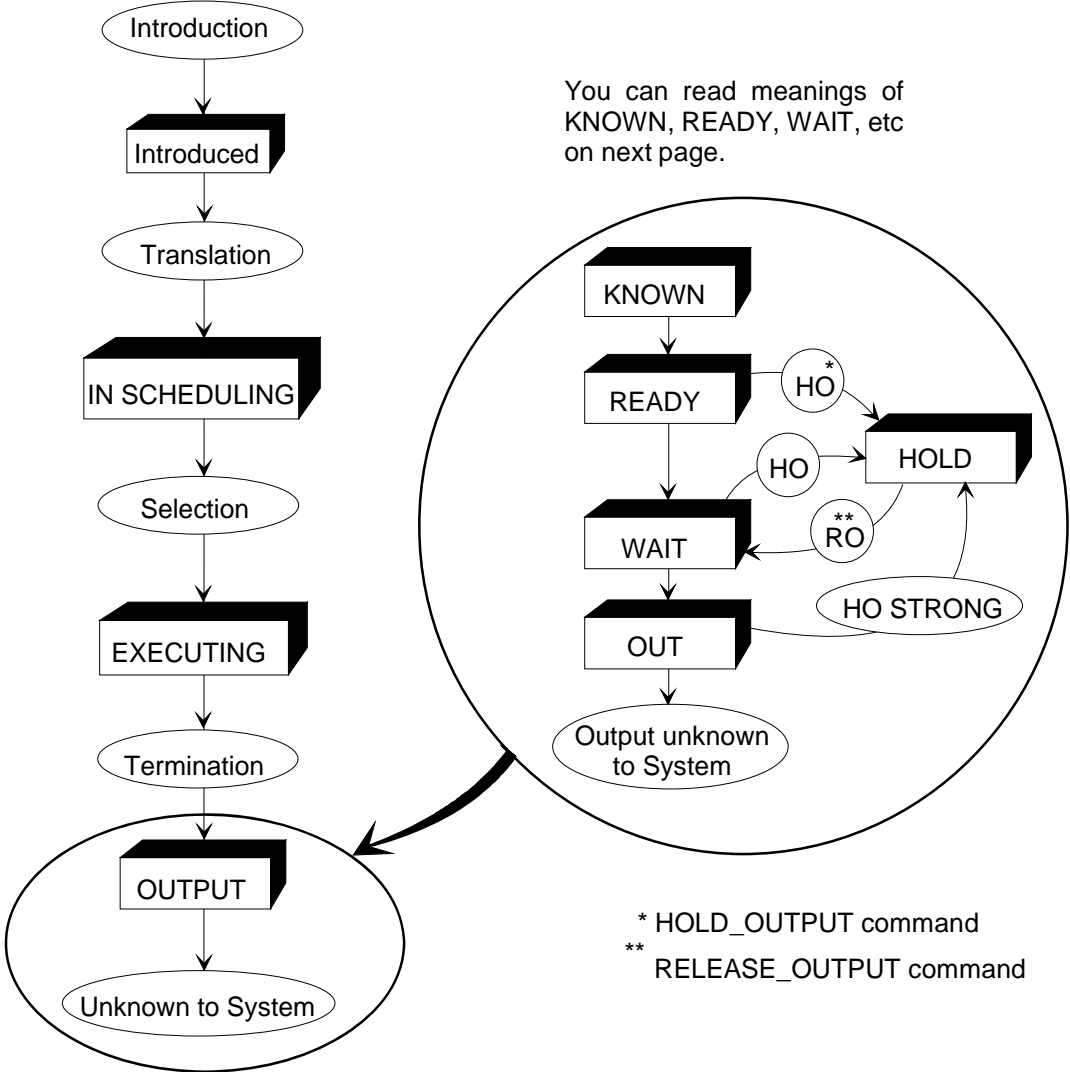 Introduction
Introduced
Translation
IN SCHEDULING
Selection
EXECUTING
Termination
OUTPUT
Unknown to System
You can read meanings of
KNOWN, READY, WAIT, etc
on next page.
KNOWN
READY
HO*
HO
HOLD
WAIT
**
RO
HO STRONG
OUT
Output unknown
to System
* HOLD_OUTPUT command
** RELEASE_OUTPUT command